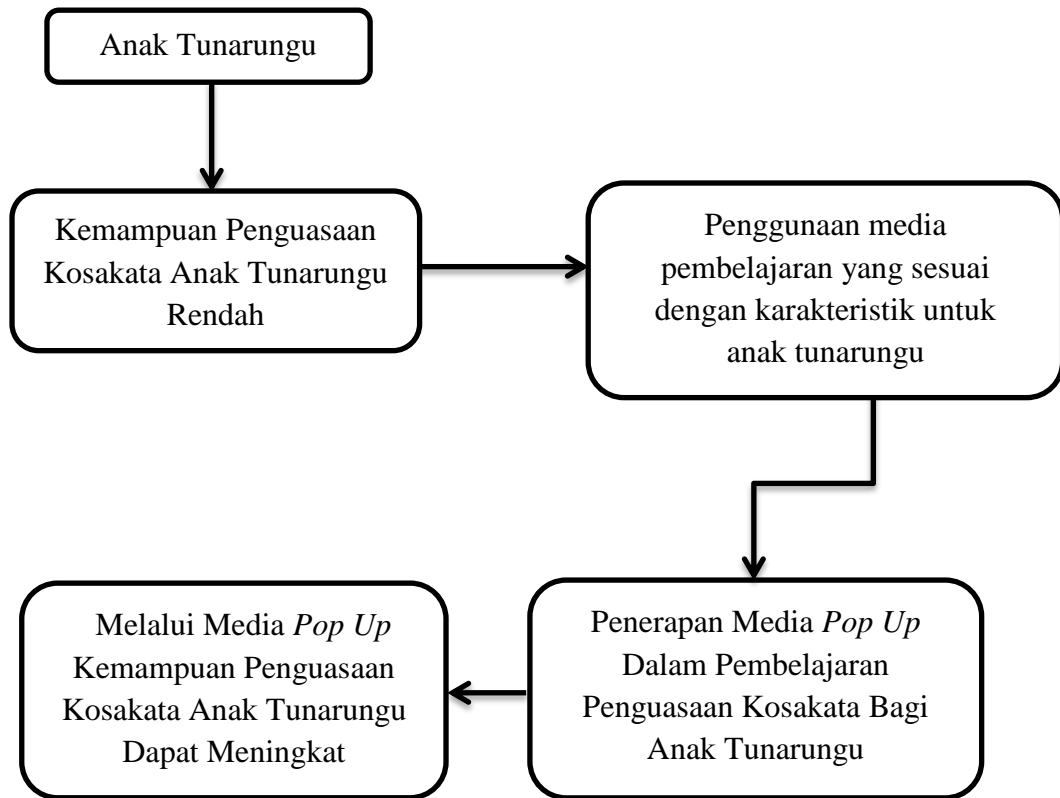 Anak Tunarungu
Kemampuan Penguasaan
Kosakata Anak Tunarungu
Rendah
Penggunaan media
pembelajaran yang sesuai
dengan karakteristik untuk
anak tunarungu
Penerapan Media Pop Up
Dalam Pembelajaran
Penguasaan Kosakata Bagi
Anak Tunarungu
Melalui Media Pop Up
Kemampuan Penguasaan
Kosakata Anak Tunarungu
Dapat Meningkat